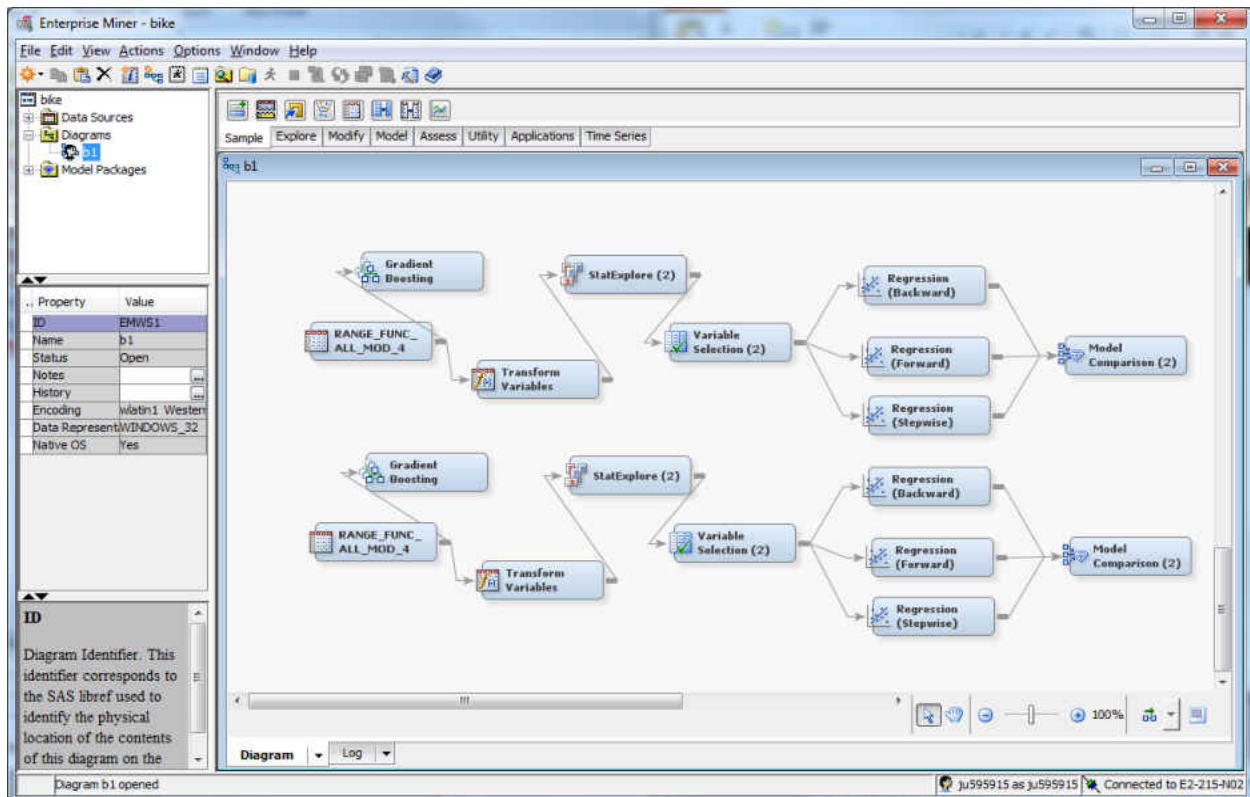 Enterprise Miner - bike
File Edit View Actions Options Window Help
bike
Data Sources
Diagrams
b1
Model Packages
Sample Explore Modify Model Assess Utility Applications Time Series
b1
.. Property Value
ID EMWS1
Name b1
Status Open
Notes ...
History ...
Encoding wlatin1 Western
Data Represent WINDOWS_32
Native OS Yes
ID
Diagram Identifier. This
identifier corresponds to
the SAS libref used to
identify the physical
location of the contents
of this diagram on the
Gradient
Boosting
StatExplore (2)
Regression
(Backward)
RANGE_FUNC_
ALL_MOD_4
Variable
Selection (2)
Regression
(Forward)
Model
Comparison (2)
Transform
Variables
Regression
(Stepwise)
Gradient
Boosting
StatExplore (2)
Regression
(Backward)
RANGE_FUNC_
ALL_MOD_4
Variable
Selection (2)
Regression
(Forward)
Model
Comparison (2)
Transform
Variables
Regression
(Stepwise)
100%
Diagram Log
Diagram b1 opened
ju595915 as ju595915 Connected to E2-215-N02